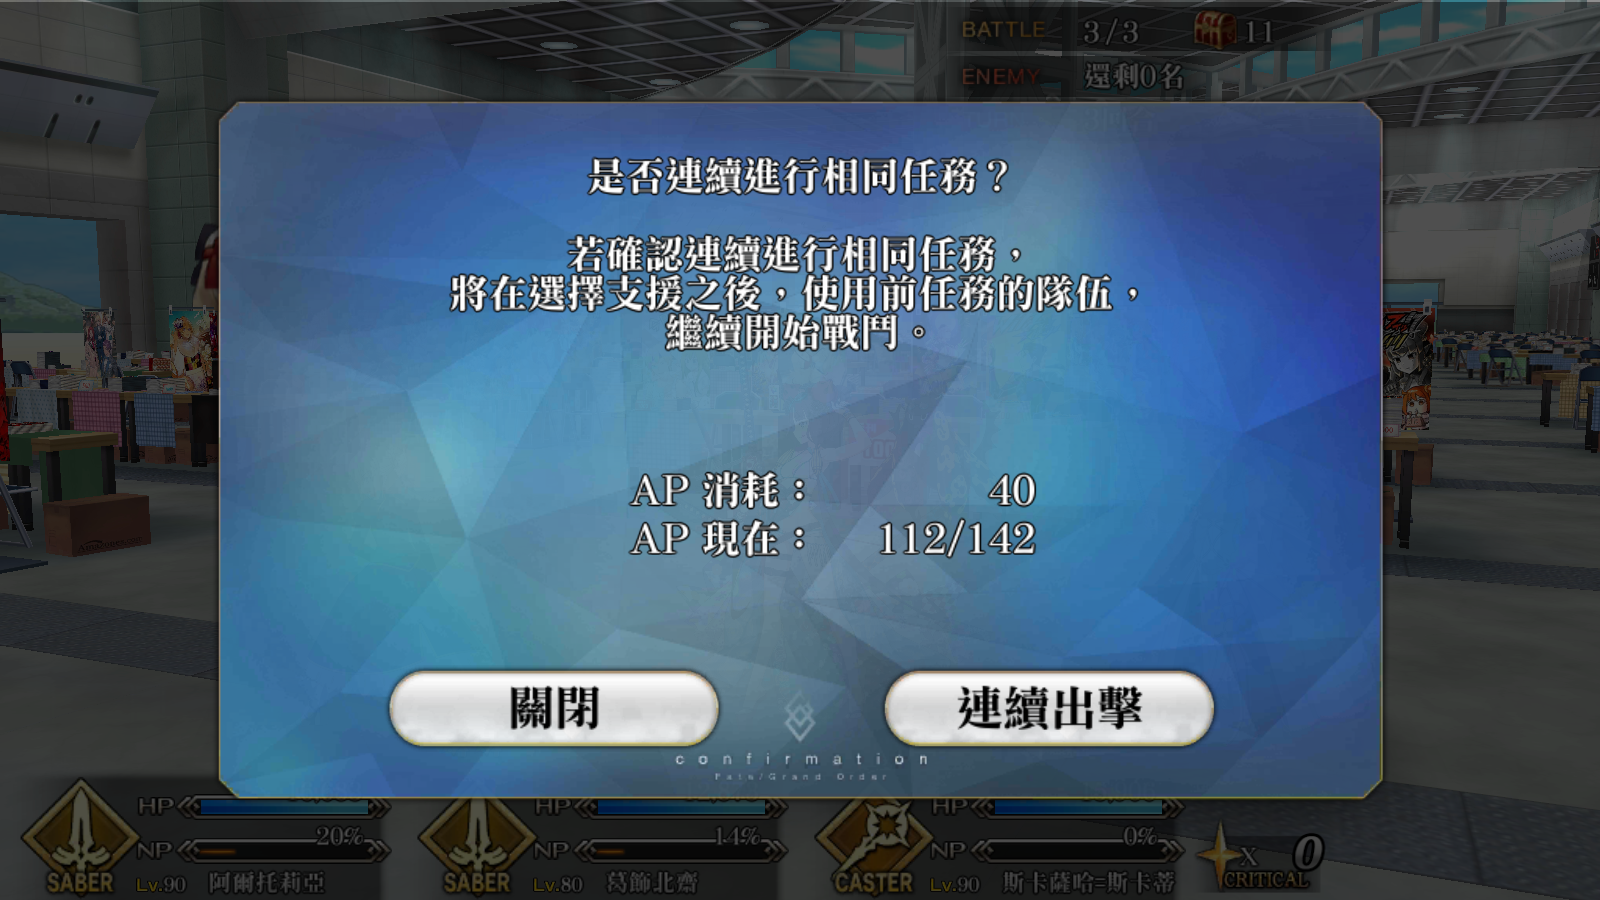 BATTLE 3/3 11
ENEMY 還剩0名
是否連續進行相同任務？
若確認連續進行相同任務，
將在選擇支援之後，使用前任務的隊伍，
繼續開始戰鬥。
AP 消耗： 40
AP 現在： 112/142
關閉 連續出擊
confirmation
Fate/Grand Order
HP HP HP
NP 20% NP 14% NP 0% X 0
SABER Lv.90 阿爾托莉亞 SABER Lv.80 葛飾北齋 CASTER Lv.90 斯卡薩哈=斯卡蒂 CRITICAL